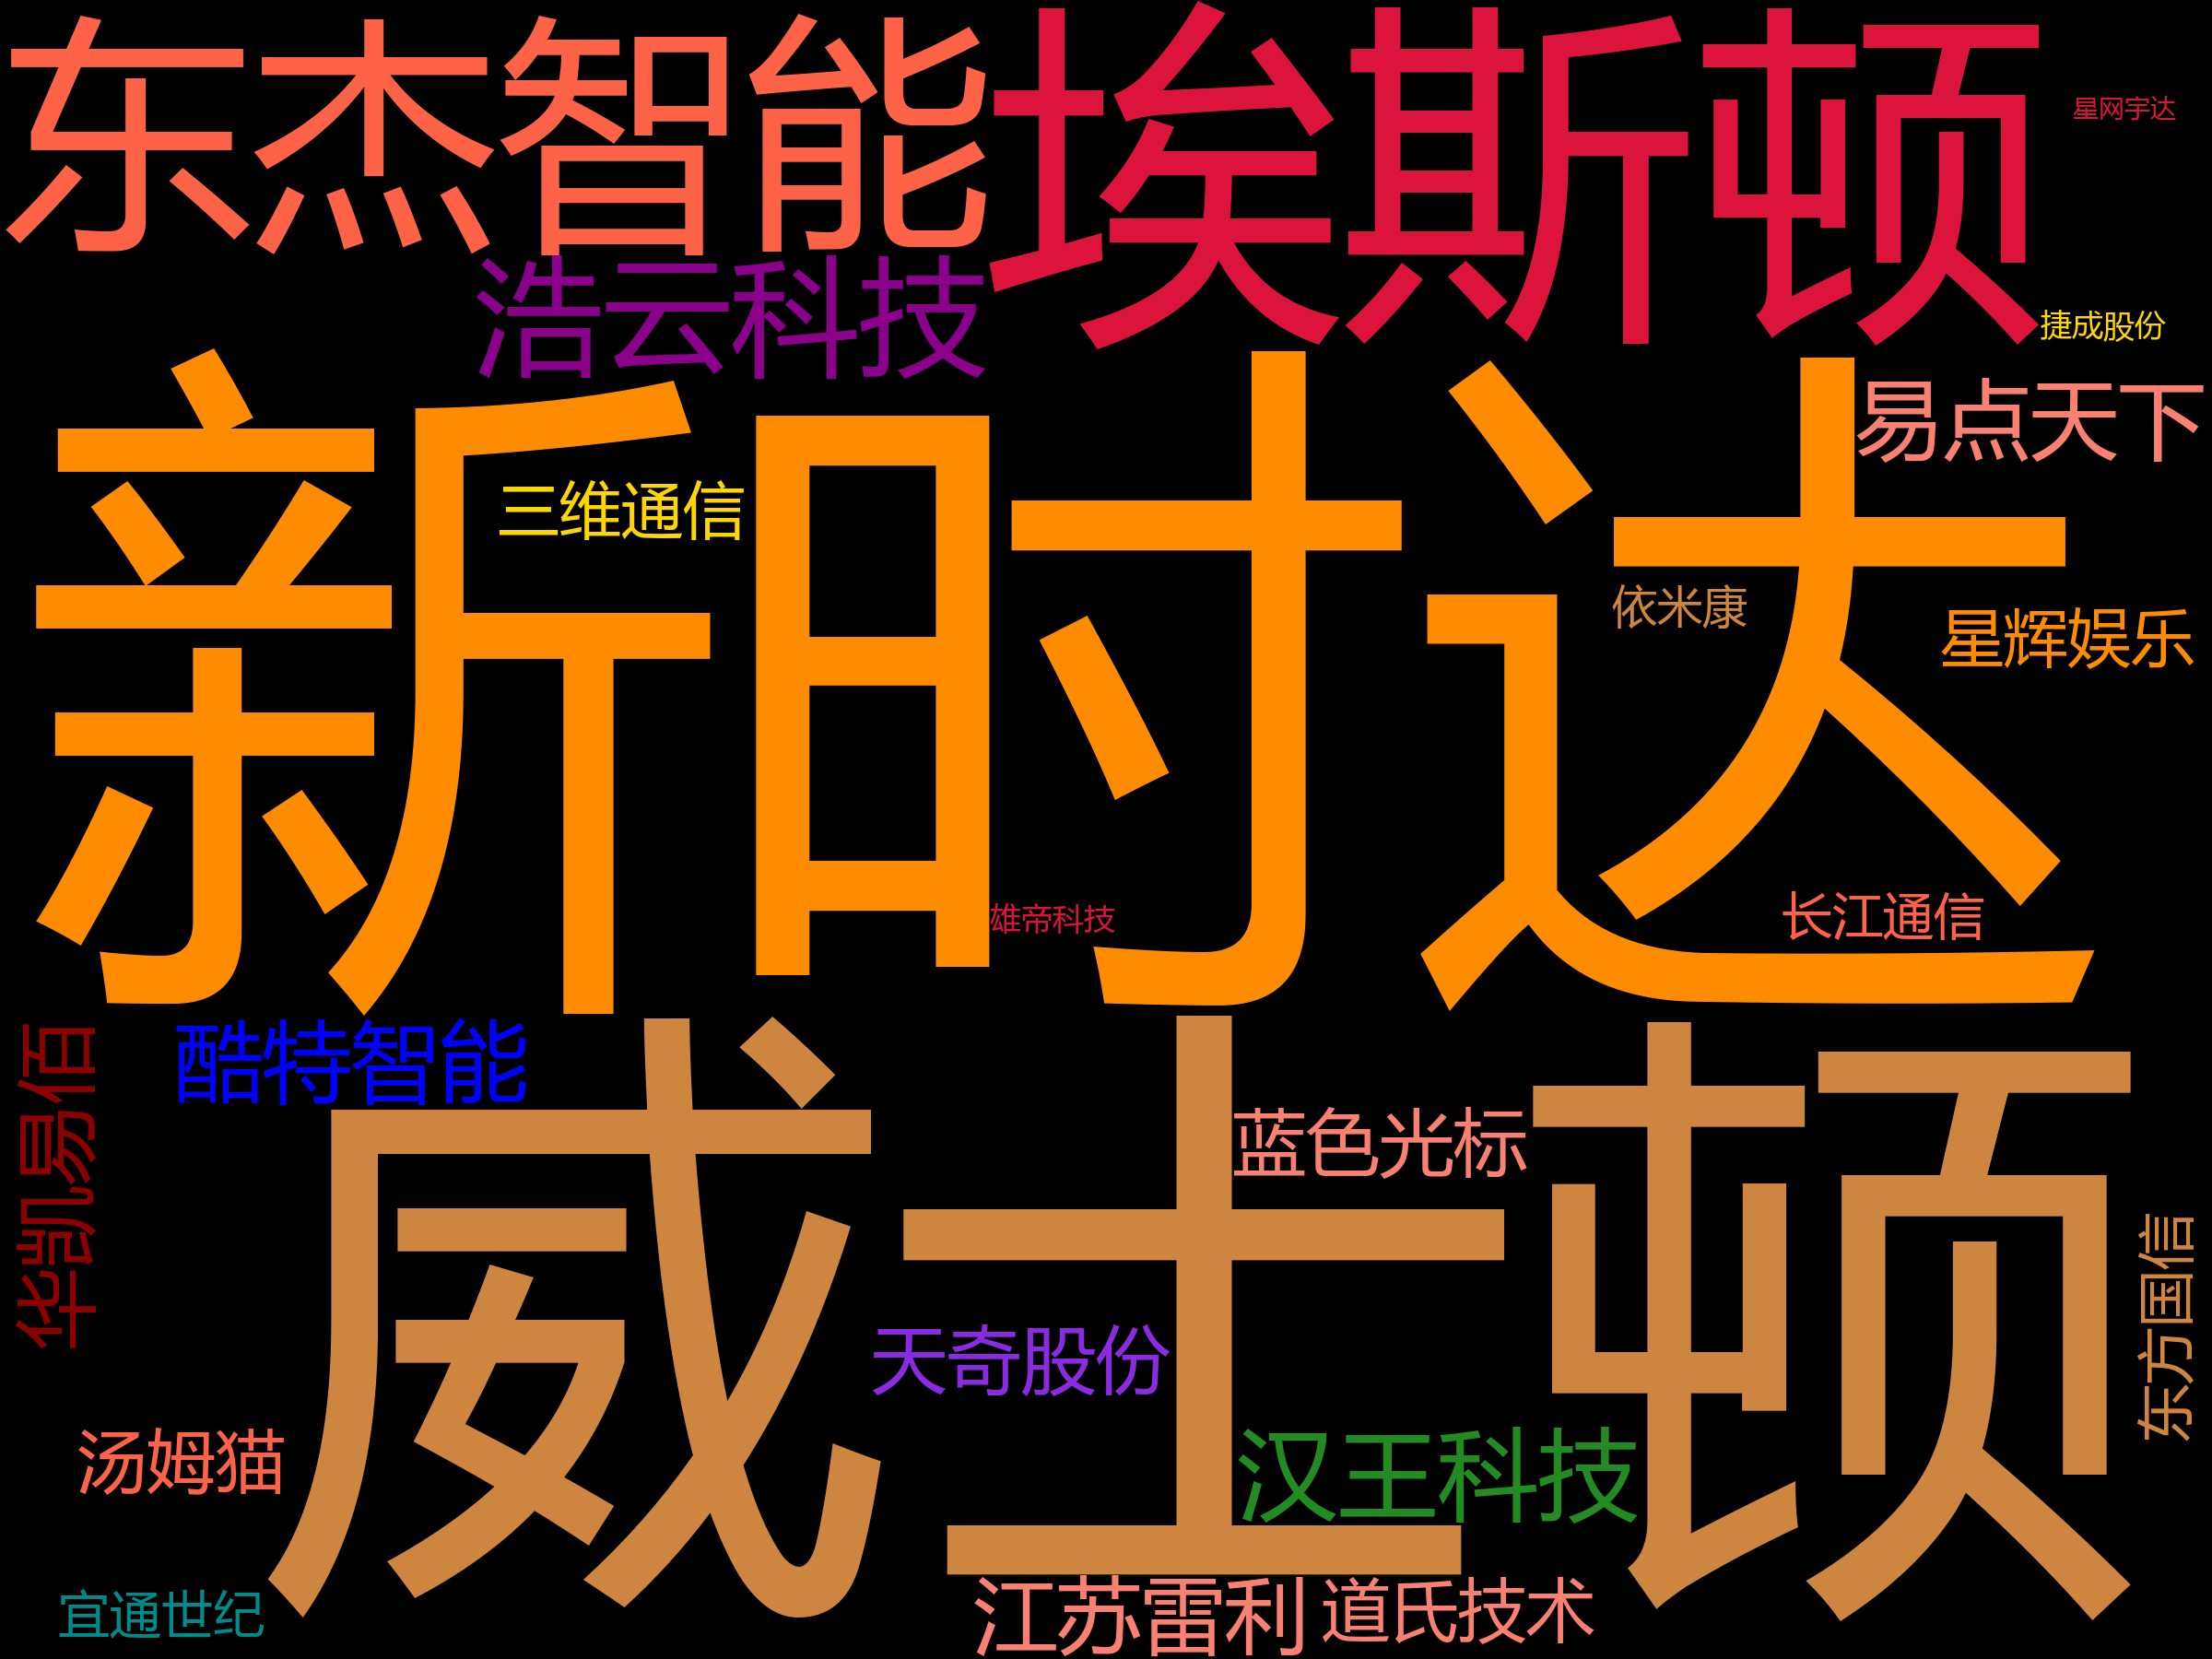 东杰智能
埃斯顿
星网宇达
浩云科技
捷成股份
易点天下
新时达
三维通信
依米康
星辉娱乐
雄帝科技
长江通信
华凯易佰
酷特智能
威士顿
蓝色光标
东方国信
天奇股份
汤姆猫
汉王科技
宜通世纪
江苏雷利
道氏技术